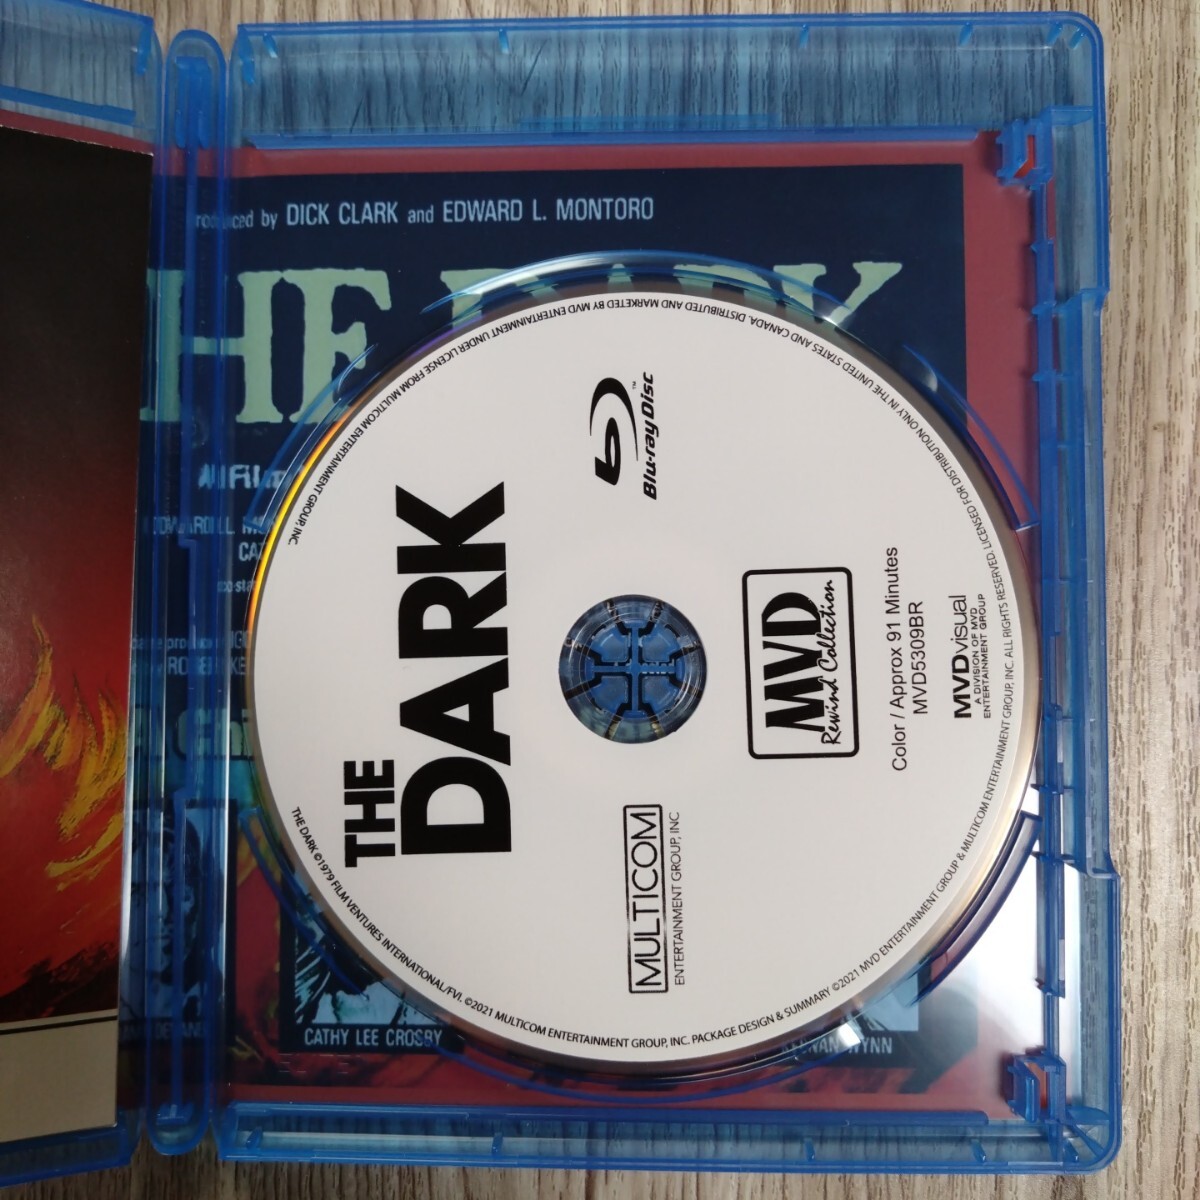 produced by DICK CLARK and EDWARD L. MONTORO
THE DARK
THE DARK
Blu-ray Disc™
MVD
Rewind Collection
Color / Approx 91 Minutes
MVD5309BR
MVDvisual
A DIVISION OF MVD
ENTERTAINMENT GROUP
MULTICOM
ENTERTAINMENT GROUP, INC
THE DARK ©1979 FILM VENTURES INTERNATIONAL/FVI. ©2021 MULTICOM ENTERTAINMENT GROUP, INC. PACKAGE DESIGN & SUMMARY ©2021 MVD ENTERTAINMENT GROUP & MULTICOM ENTERTAINMENT GROUP, INC. ALL RIGHTS RESERVED. LICENSED FOR DISTRIBUTION ONLY IN THE UNITED STATES AND CANADA. DISTRIBUTED AND MARKETED BY MVD ENTERTAINMENT UNDER LICENSE FROM MULTICOM ENTERTAINMENT GROUP, INC.
CATHY LEE CROSBY